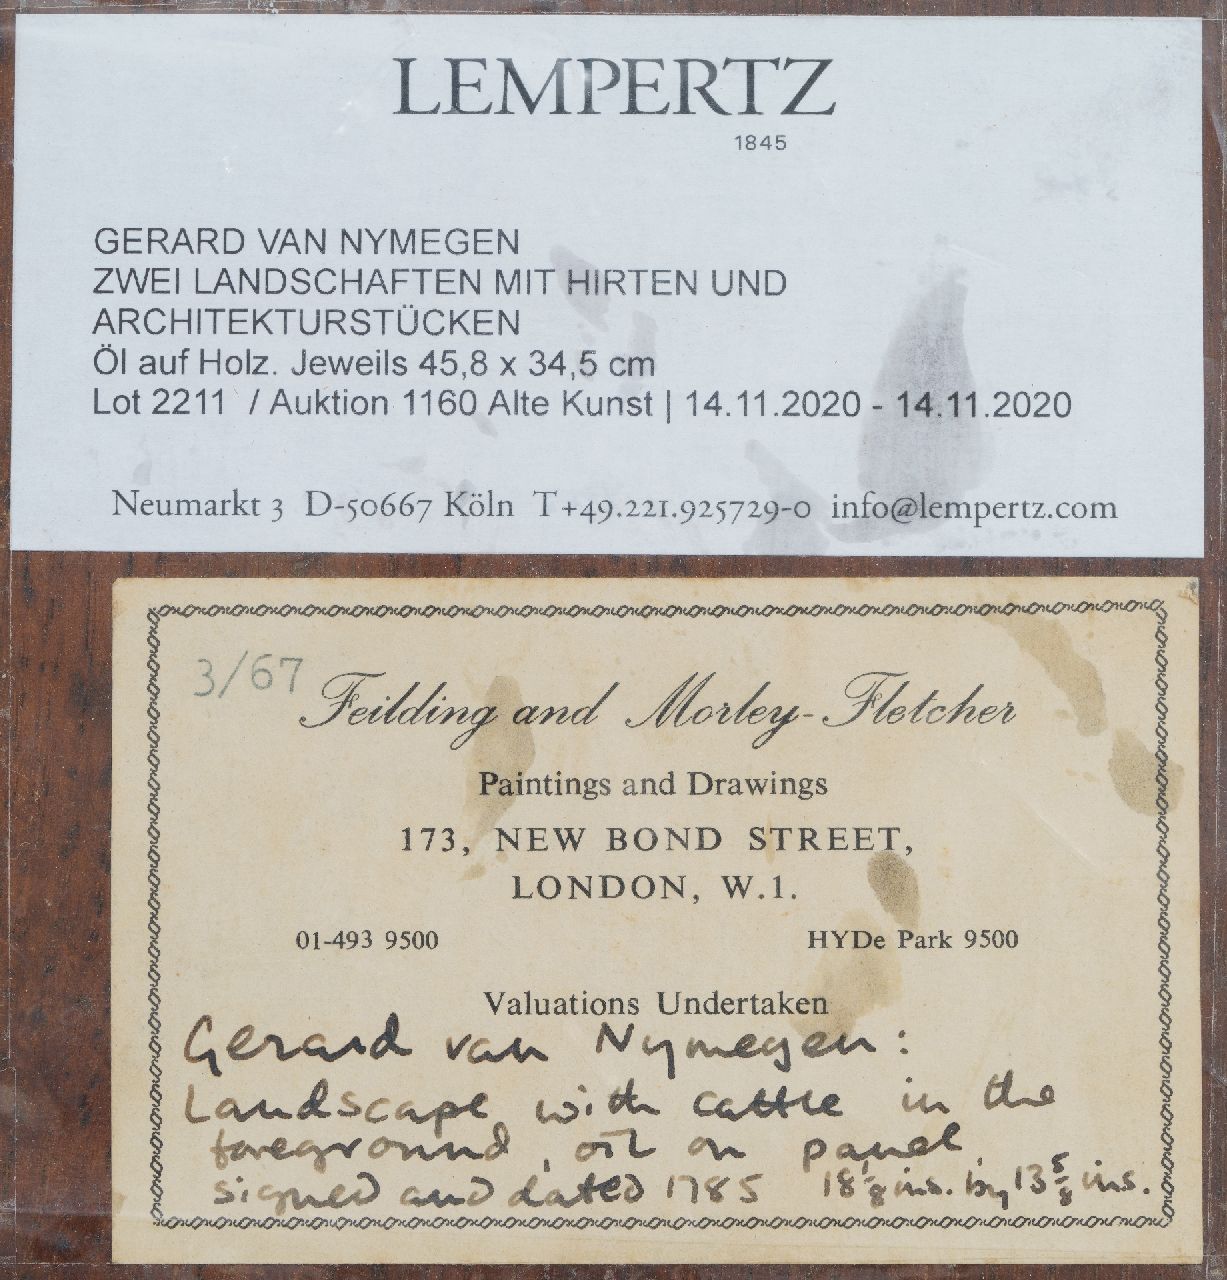 LEMPERTZ
1845
GERARD VAN NYMEGEN
ZWEI LANDSCHAFTEN MIT HIRTEN UND
ARCHITEKTURSTÜCKEN
Öl auf Holz. Jeweils 45,8 x 34,5 cm
Lot 2211 / Auktion 1160 Alte Kunst | 14.11.2020 - 14.11.2020
Neumarkt 3 D-50667 Köln T+49.221.925729-0 info@lempertz.com
3/67
Feilding and Morley-Fletcher
Paintings and Drawings
173, NEW BOND STREET,
LONDON, W.1.
01-493 9500 HYDe Park 9500
Valuations Undertaken
Gerard van Nymegen:
Landscape with cattle in the
foreground, oil on panel,
signed and dated 1785 18 1/8 ins. by 13 5/8 ins.